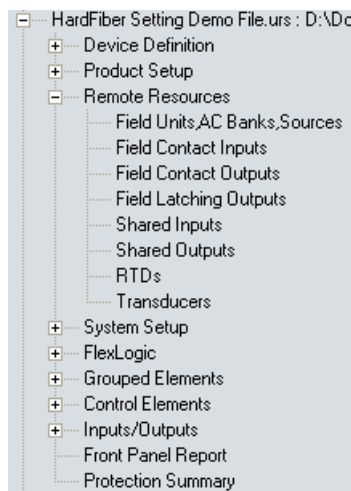 HardFiber Setting Demo File.urs : D:\Do
Device Definition
Product Setup
Remote Resources
Field Units,AC Banks,Sources
Field Contact Inputs
Field Contact Outputs
Field Latching Outputs
Shared Inputs
Shared Outputs
RTDs
Transducers
System Setup
FlexLogic
Grouped Elements
Control Elements
Inputs/Outputs
Front Panel Report
Protection Summary